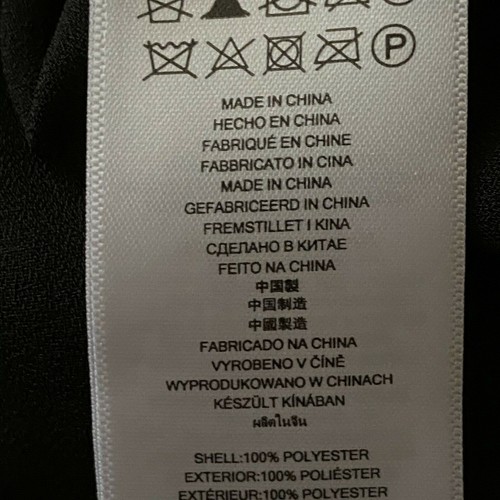 P
MADE IN CHINA
HECHO EN CHINA
FABRIQUÉ EN CHINE
FABBRICATO IN CINA
MADE IN CHINA
GEFABRICEERD IN CHINA
FREMSTILLET I KINA
СДЕЛАНО В КИТАЕ
FEITO NA CHINA
中国製
中国制造
中國製造
FABRICADO NA CHINA
VYROBENO V ČÍNĚ
WYPRODUKOWANO W CHINACH
KÉSZÜLT KÍNÁBAN
ผลิตในจีน
SHELL:100% POLYESTER
EXTERIOR:100% POLIÉSTER
EXTÉRIEUR:100% POLYESTER